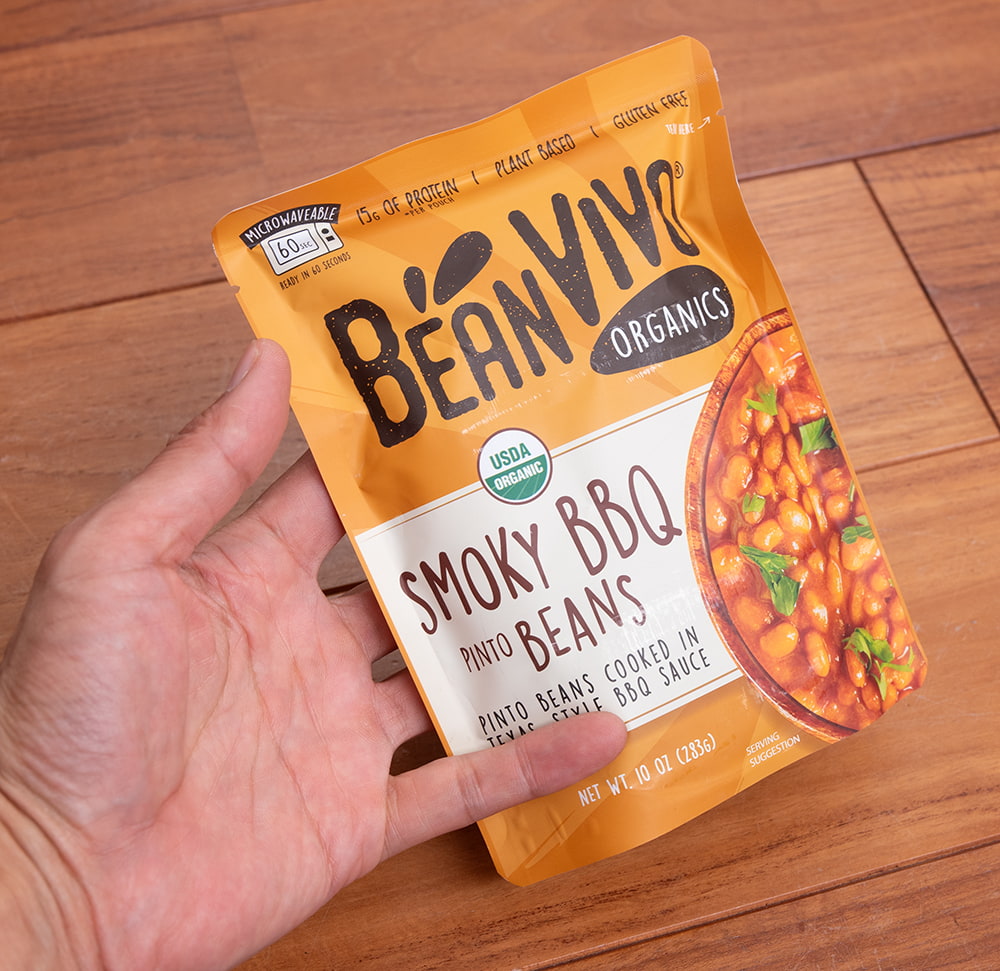 15g OF PROTEIN | PLANT BASED | GLUTEN FREE
*PER POUCH
TEAR HERE
MICROWAVEABLE
60 SEC
READY IN 60 SECONDS
BEANVIVO®
ORGANICS
USDA
ORGANIC
SMOKY BBQ
PINTO BEANS
PINTO BEANS COOKED IN
TEXAS STYLE BBQ SAUCE
NET WT. 10 OZ (283g)
SERVING
SUGGESTION